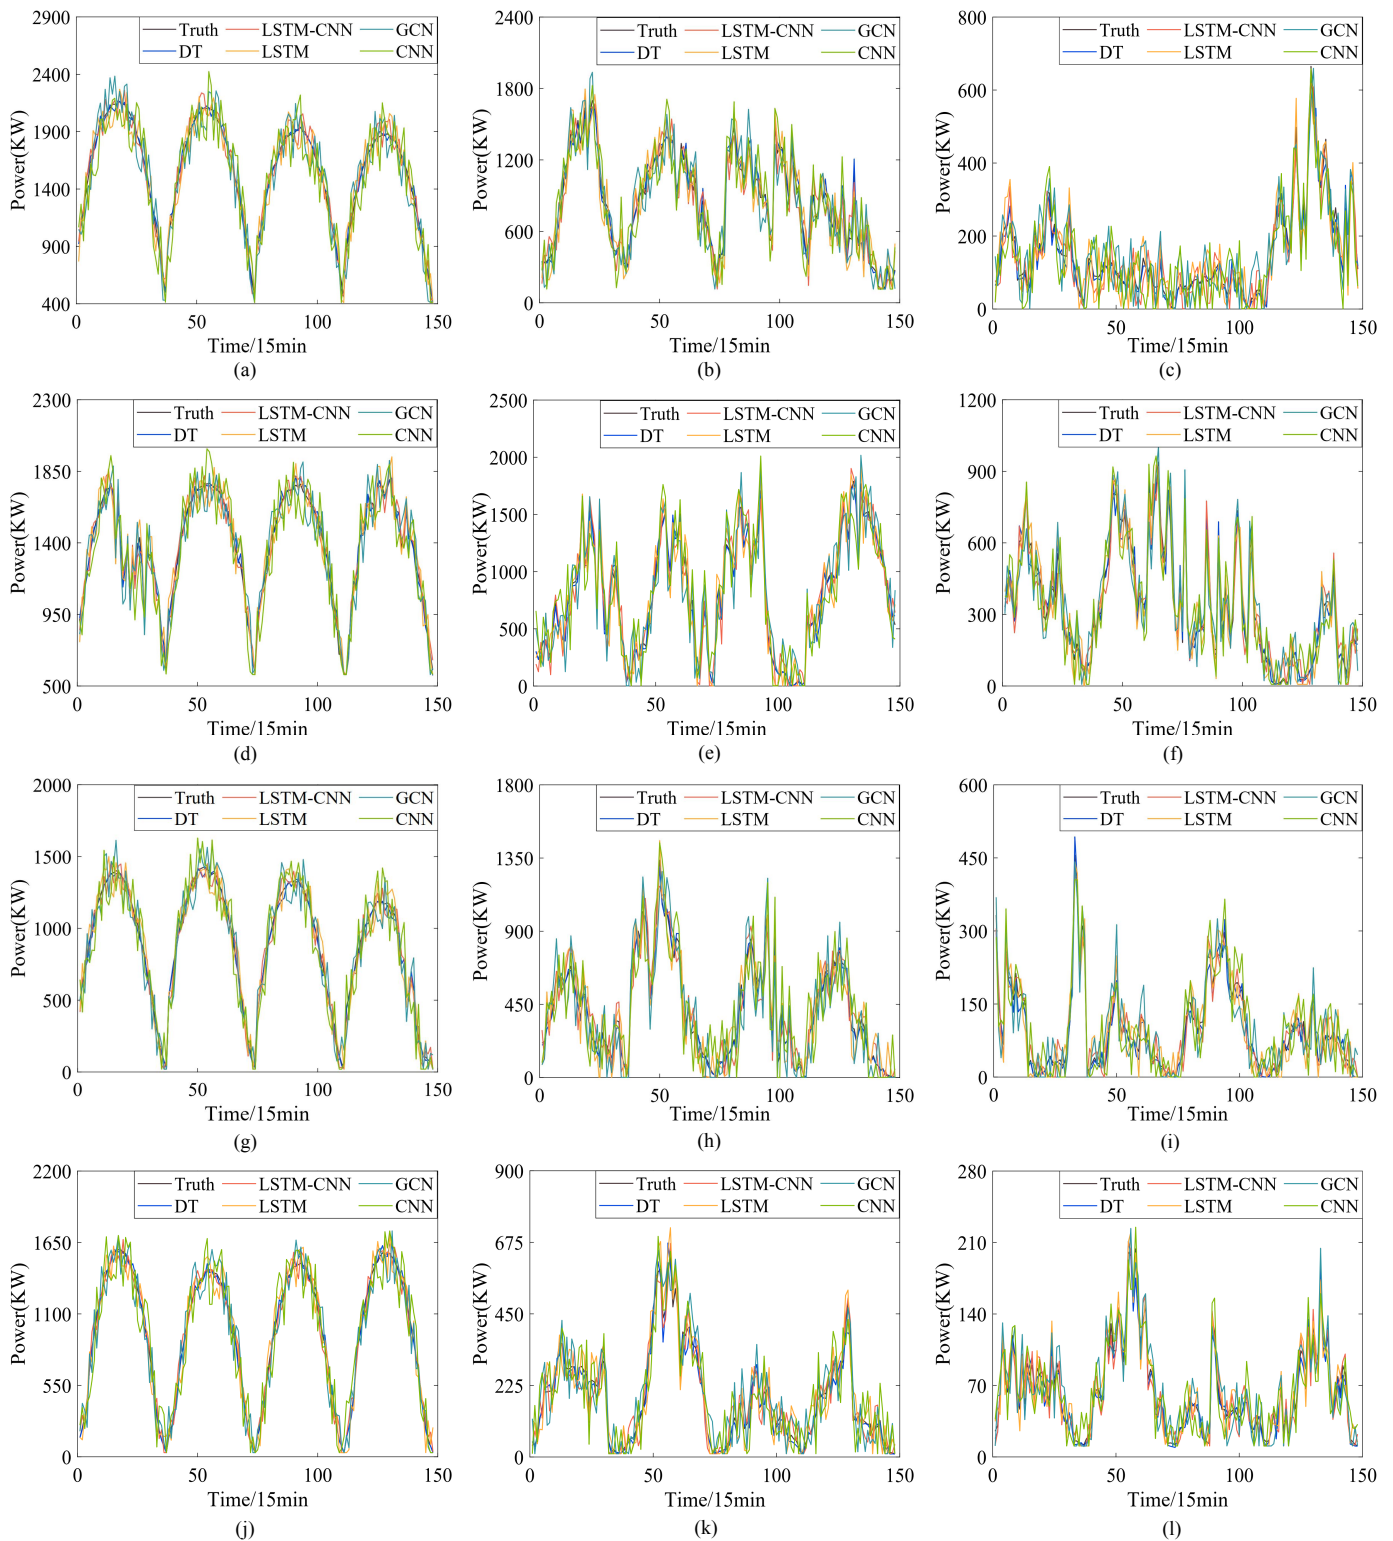 2900
2400
1900
1400
900
400
Power(KW)
Truth LSTM-CNN GCN
DT LSTM CNN
0 50 100 150
Time/15min
(a)
2400
1800
1200
600
0
Power(KW)
Truth LSTM-CNN GCN
DT LSTM CNN
0 50 100 150
Time/15min
(b)
800
600
400
200
0
Power(KW)
Truth LSTM-CNN GCN
DT LSTM CNN
0 50 100 150
Time/15min
(c)
2300
1850
1400
950
500
Power(KW)
Truth LSTM-CNN GCN
DT LSTM CNN
0 50 100 150
Time/15min
(d)
2500
2000
1500
1000
500
0
Power(KW)
Truth LSTM-CNN GCN
DT LSTM CNN
0 50 100 150
Time/15min
(e)
1200
900
600
300
0
Power(KW)
Truth LSTM-CNN GCN
DT LSTM CNN
0 50 100 150
Time/15min
(f)
2000
1500
1000
500
0
Power(KW)
Truth LSTM-CNN GCN
DT LSTM CNN
0 50 100 150
Time/15min
(g)
1800
1350
900
450
0
Power(KW)
Truth LSTM-CNN GCN
DT LSTM CNN
0 50 100 150
Time/15min
(h)
600
450
300
150
0
Power(KW)
Truth LSTM-CNN GCN
DT LSTM CNN
0 50 100 150
Time/15min
(i)
2200
1650
1100
550
0
Power(KW)
Truth LSTM-CNN GCN
DT LSTM CNN
0 50 100 150
Time/15min
(j)
900
675
450
225
0
Power(KW)
Truth LSTM-CNN GCN
DT LSTM CNN
0 50 100 150
Time/15min
(k)
280
210
140
70
0
Power(KW)
Truth LSTM-CNN GCN
DT LSTM CNN
0 50 100 150
Time/15min
(l)